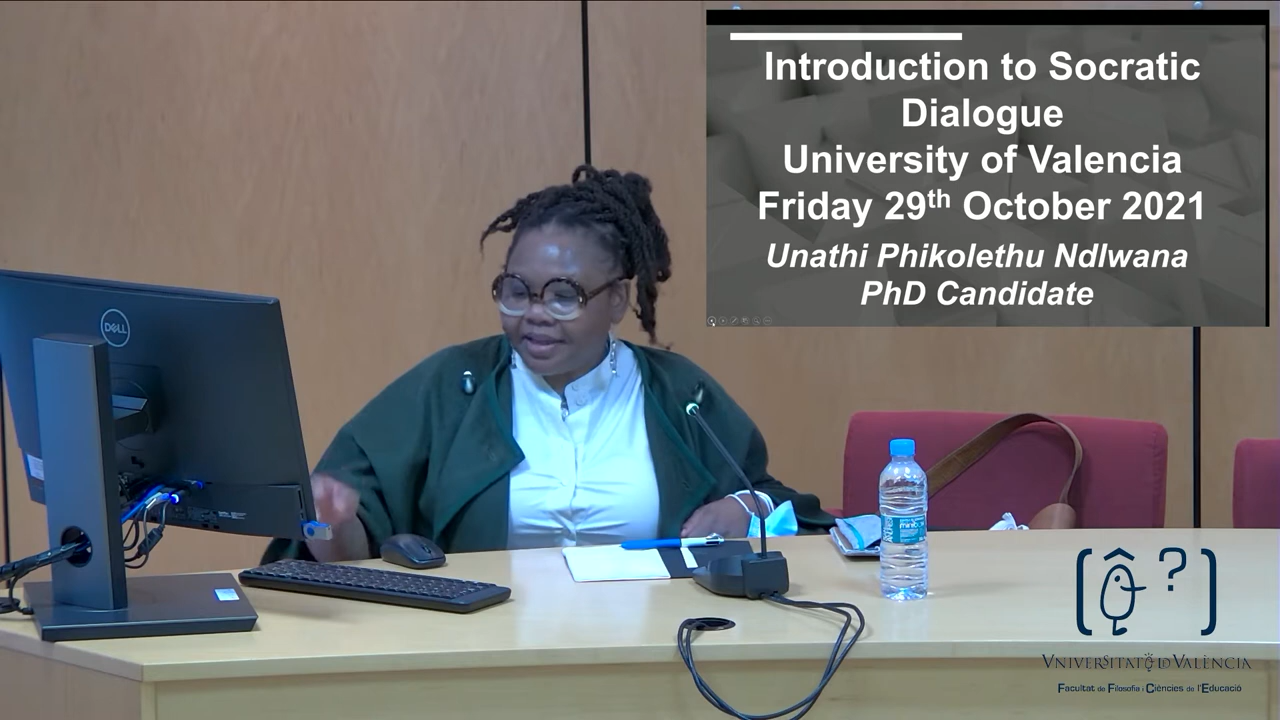 Introduction to Socratic
Dialogue
University of Valencia
Friday 29th October 2021
Unathi Phikolethu Ndlwana
PhD Candidate
DELL
?
VNIVERSITAT ID VALÈNCIA
Facultat de Filosofia i Ciències de l'Educació